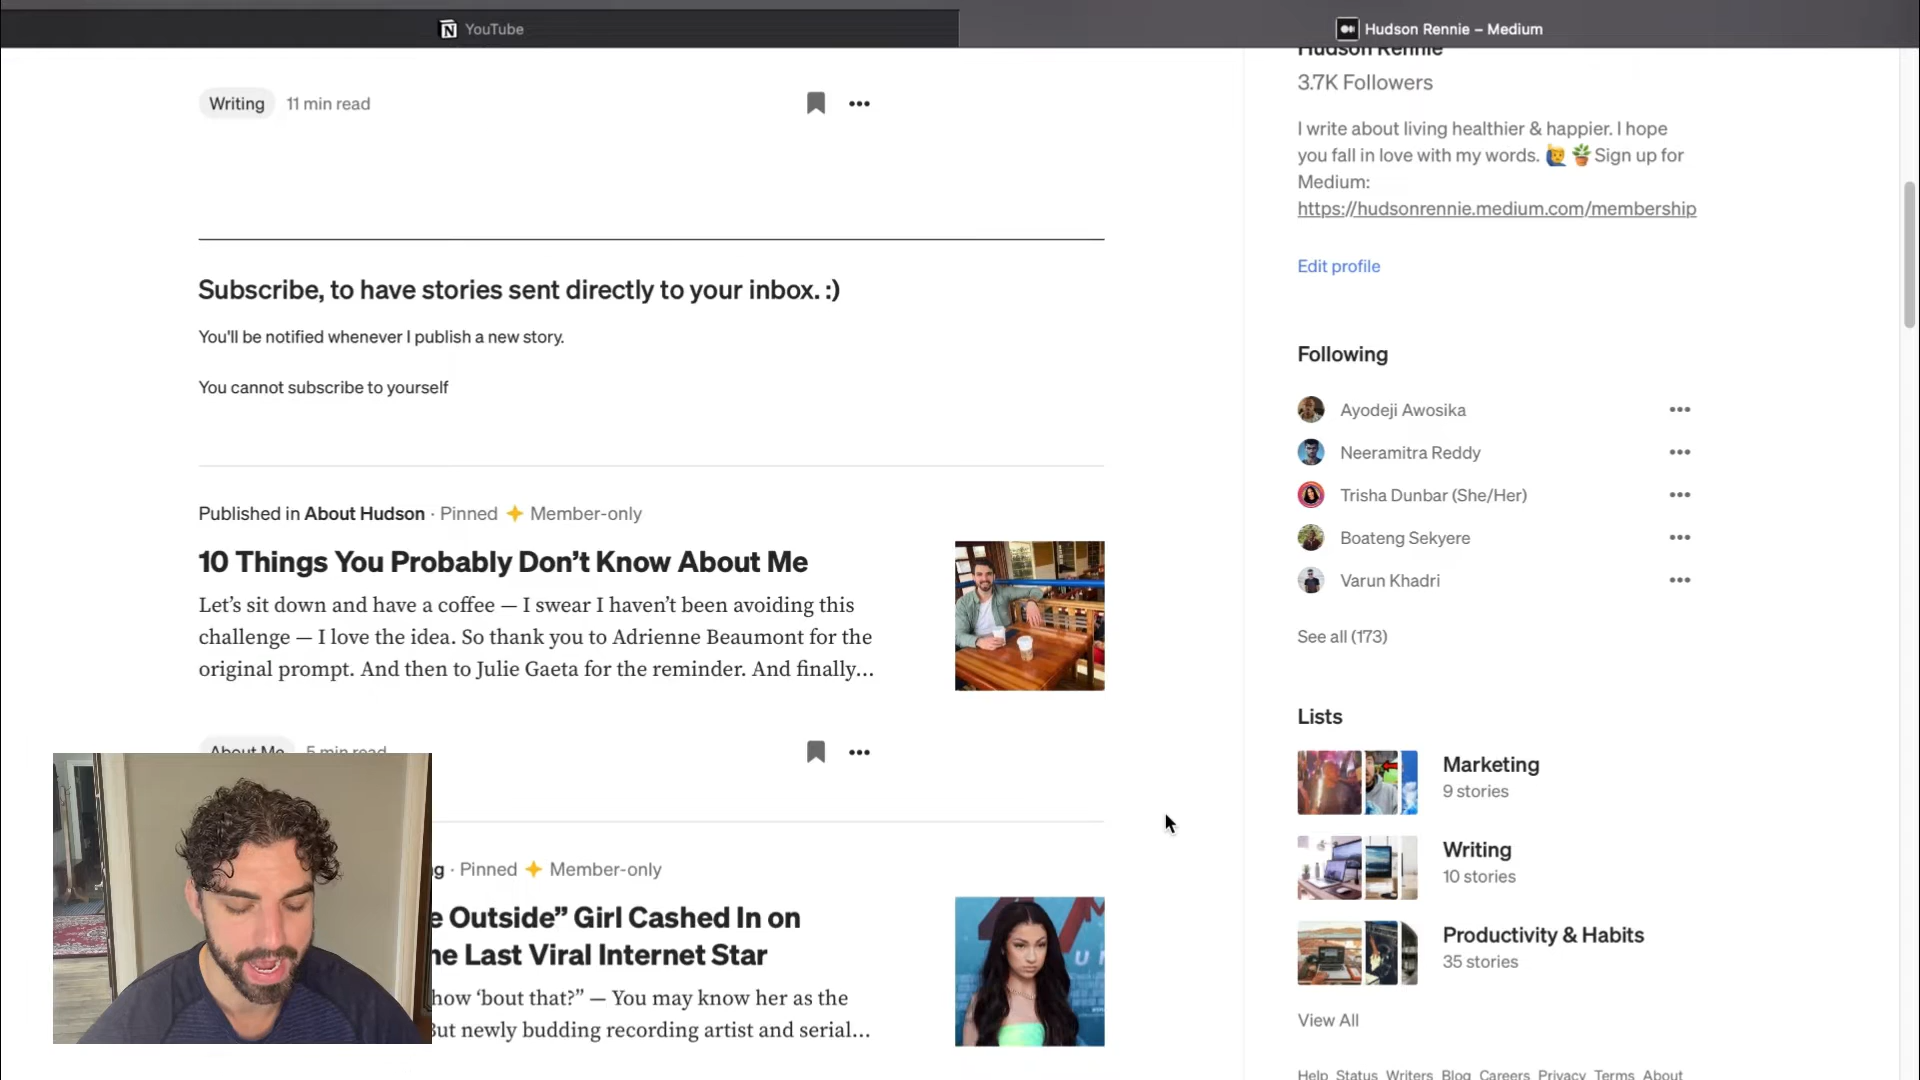 YouTube
Hudson Rennie – Medium
Writing 11 min read
Subscribe, to have stories sent directly to your inbox. :)
You'll be notified whenever I publish a new story.
You cannot subscribe to yourself
Published in About Hudson · Pinned Member-only
10 Things You Probably Don’t Know About Me
Let’s sit down and have a coffee — I swear I haven’t been avoiding this
challenge — I love the idea. So thank you to Adrienne Beaumont for the
original prompt. And then to Julie Gaeta for the reminder. And finally…
About Me 5 min read
g · Pinned Member-only
e Outside” Girl Cashed In on
he Last Viral Internet Star
how ‘bout that?” — You may know her as the
But newly budding recording artist and serial…
Hudson Rennie
3.7K Followers
I write about living healthier & happier. I hope
you fall in love with my words. 🙋‍♂️ 🪴Sign up for
Medium:
https://hudsonrennie.medium.com/membership
Edit profile
Following
Ayodeji Awosika
Neeramitra Reddy
Trisha Dunbar (She/Her)
Boateng Sekyere
Varun Khadri
See all (173)
Lists
Marketing
9 stories
Writing
10 stories
Productivity & Habits
35 stories
View All
Help Status Writers Blog Careers Privacy Terms About